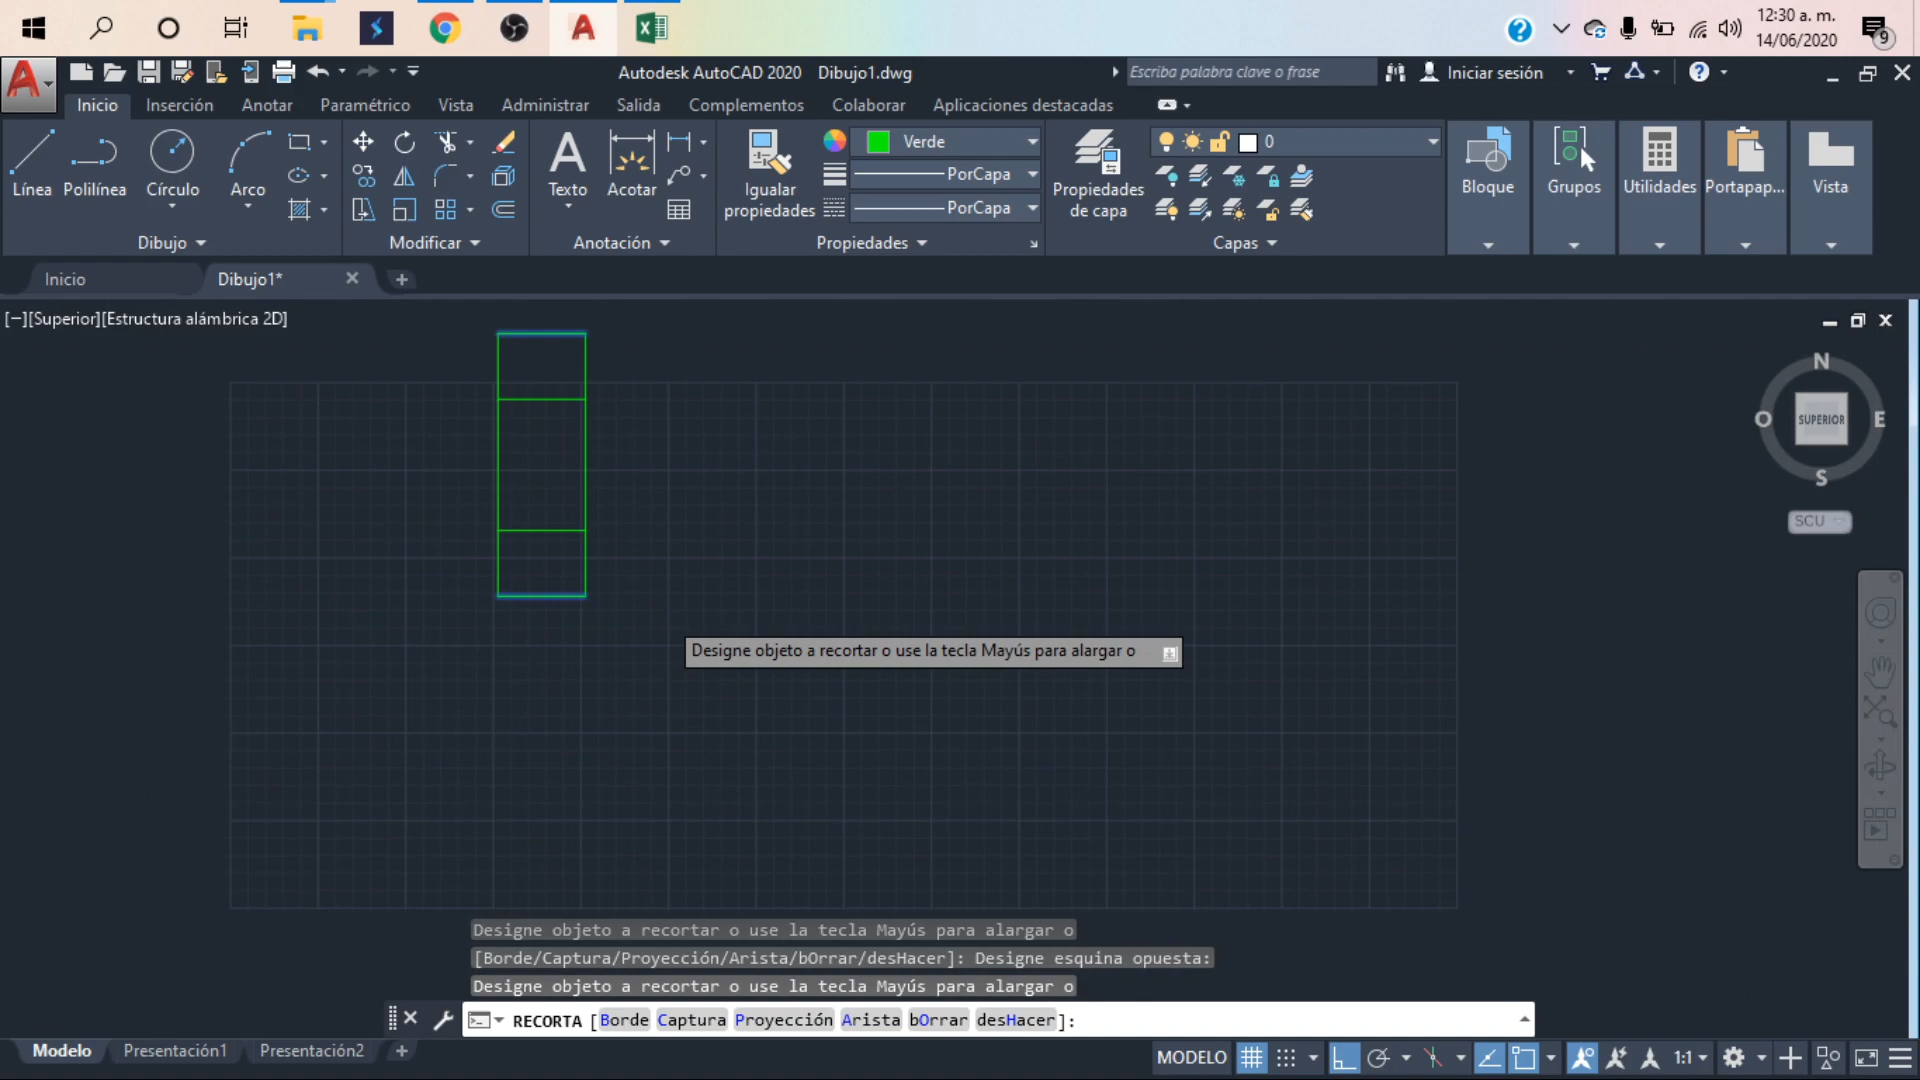 12:30 a. m.
14/06/2020
9
Autodesk AutoCAD 2020 Dibujo1.dwg
Escriba palabra clave o frase
Iniciar sesión
Inicio Inserción Anotar Paramétrico Vista Administrar Salida Complementos Colaborar Aplicaciones destacadas
Verde
0
PorCapa
PorCapa
Línea Polilínea Círculo Arco
Texto Acotar
Igualar propiedades
Propiedades de capa
Bloque Grupos Utilidades Portapap... Vista
Dibujo Modificar Anotación Propiedades Capas
Inicio Dibujo1*
[−][Superior][Estructura alámbrica 2D]
N
O SUPERIOR E
S
SCU
Designe objeto a recortar o use la tecla Mayús para alargar o
Designe objeto a recortar o use la tecla Mayús para alargar o
[Borde/Captura/Proyección/Arista/bOrrar/desHacer]: Designe esquina opuesta:
Designe objeto a recortar o use la tecla Mayús para alargar o
RECORTA [Borde Captura Proyección Arista bOrrar desHacer]:
Modelo Presentación1 Presentación2
MODELO 1:1